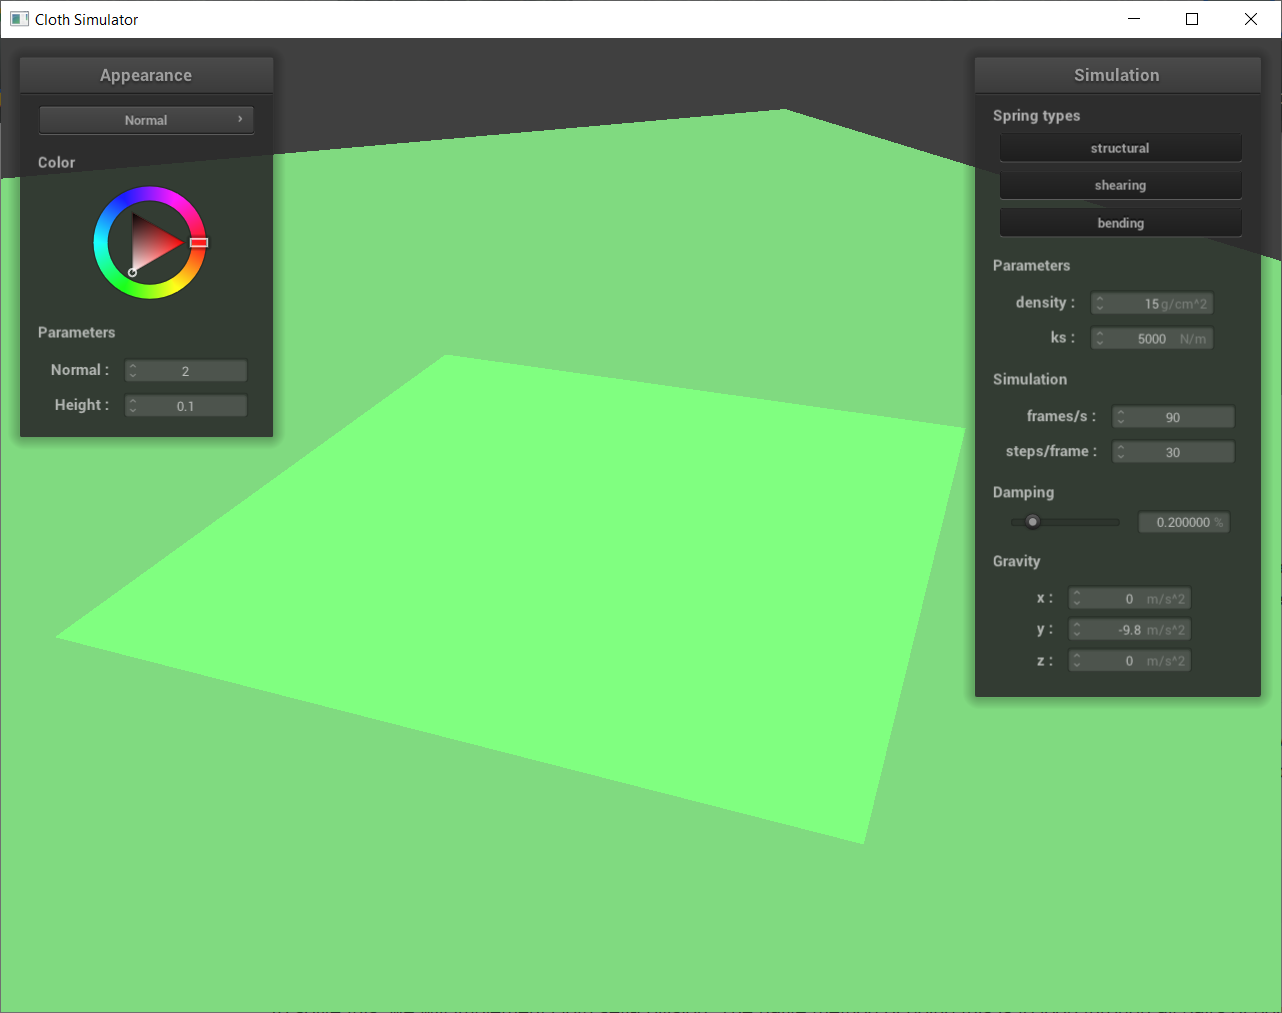 Cloth Simulator
Appearance
Normal
Color
Parameters
Normal : 2
Height : 0.1
Simulation
Spring types
structural
shearing
bending
Parameters
density : 15 g/cm^2
ks : 5000 N/m
Simulation
frames/s : 90
steps/frame : 30
Damping
0.200000 %
Gravity
x : 0 m/s^2
y : -9.8 m/s^2
z : 0 m/s^2